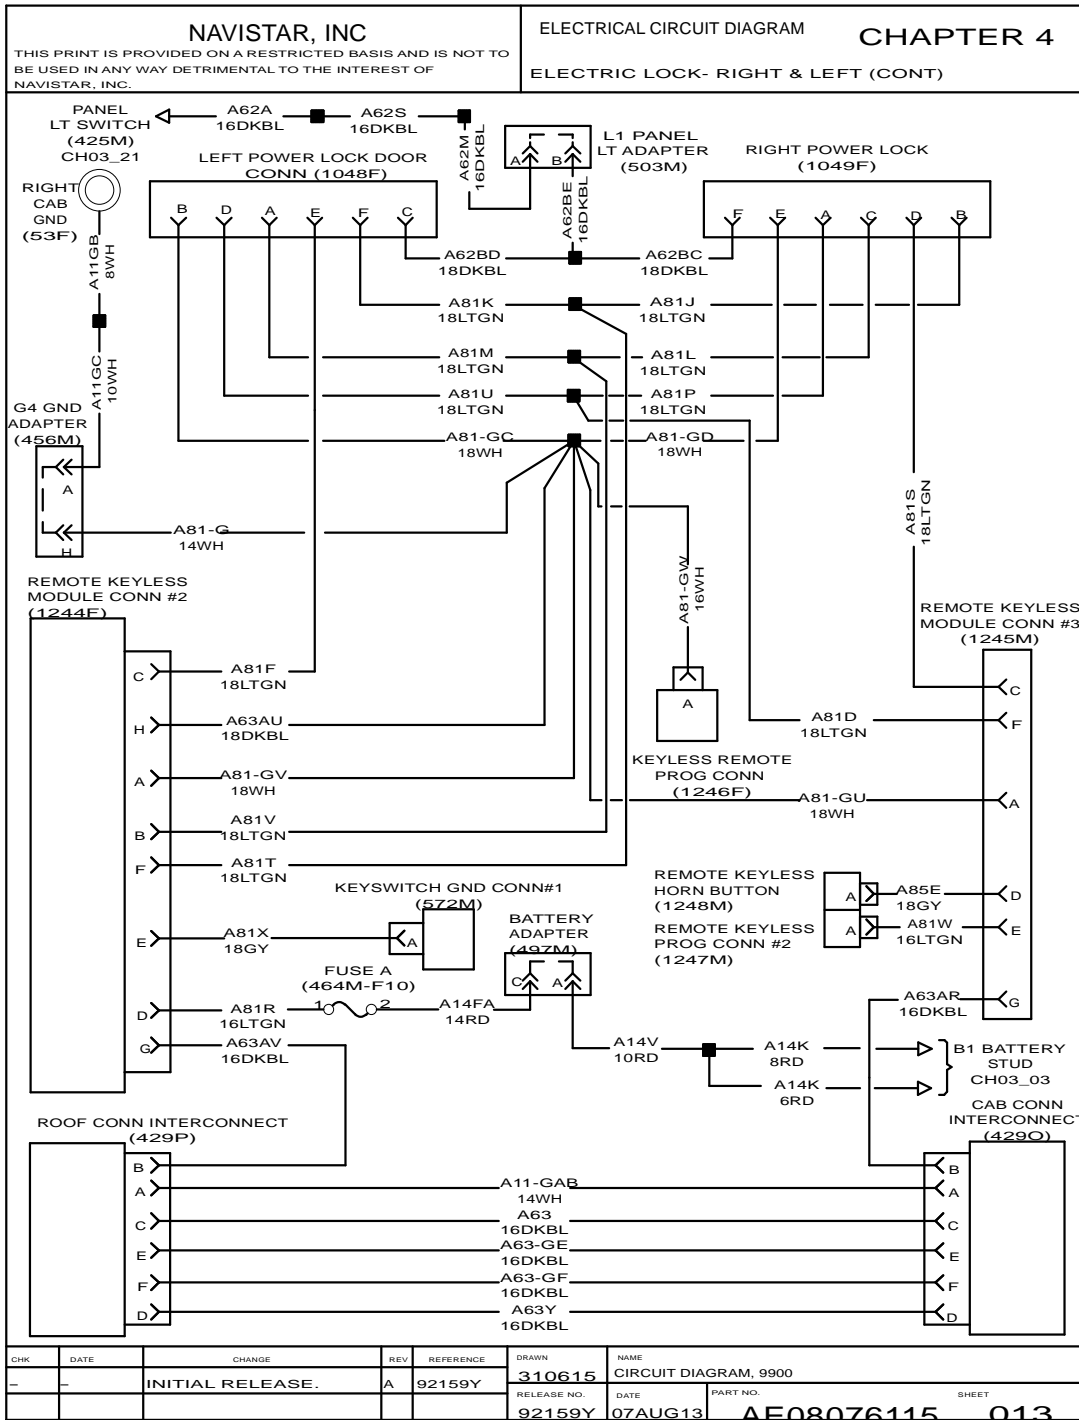 NAVISTAR, INC
THIS PRINT IS PROVIDED ON A RESTRICTED BASIS AND IS NOT TO
BE USED IN ANY WAY DETRIMENTAL TO THE INTEREST OF
NAVISTAR, INC.
ELECTRICAL CIRCUIT DIAGRAM
CHAPTER 4
ELECTRIC LOCK- RIGHT & LEFT (CONT)
PANEL
LT SWITCH
(425M)
CH03_21
A62A
16DKBL
A62S
16DKBL
A62M
16DKBL
A B
L1 PANEL
LT ADAPTER
(503M)
A62BE
16DKBL
RIGHT
CAB
GND
(53F)
A11GB
8WH
LEFT POWER LOCK DOOR
CONN (1048F)
B D A E F C
RIGHT POWER LOCK
(1049F)
F E A C D B
A62BD
18DKBL
A62BC
18DKBL
A81K
18LTGN
A81J
18LTGN
A81M
18LTGN
A81L
18LTGN
A81U
18LTGN
A81P
18LTGN
A81-GC
18WH
A81-GD
18WH
A11GC
10WH
G4 GND
ADAPTER
(456M)
A
H
A81-G
14WH
A81S
18LTGN
A81-GW
16WH
REMOTE KEYLESS
MODULE CONN #2
(1244F)
C
A81F
18LTGN
H
A63AU
18DKBL
A
A81-GV
18WH
B
A81V
18LTGN
F
A81T
18LTGN
E
A81X
18GY
D
A81R
16LTGN
G
A63AV
16DKBL
REMOTE KEYLESS
MODULE CONN #3
(1245M)
C
A81D
18LTGN
F
A81-GU
18WH
A
A
KEYLESS REMOTE
PROG CONN
(1246F)
REMOTE KEYLESS
HORN BUTTON
(1248M)
A
A85E
18GY
D
REMOTE KEYLESS
PROG CONN #2
(1247M)
A
A81W
16LTGN
E
A63AR
16DKBL
G
KEYSWITCH GND CONN#1
(572M)
A
FUSE A
(464M-F10)
1 2
A14FA
14RD
BATTERY
ADAPTER
(497M)
C A
A14V
10RD
A14K
8RD
A14K
6RD
B1 BATTERY
STUD
CH03_03
ROOF CONN INTERCONNECT
(429P)
CAB CONN
INTERCONNECT
(429O)
B
B
A
A11-GAB
14WH
A
C
A63
16DKBL
C
E
A63-GE
16DKBL
E
F
A63-GF
16DKBL
F
D
A63Y
16DKBL
D
CHK DATE CHANGE REV REFERENCE
– – INITIAL RELEASE. A 92159Y
DRAWN
310615
NAME
CIRCUIT DIAGRAM, 9900
RELEASE NO.
92159Y
DATE
07AUG13
PART NO.
AE08076115
SHEET
013